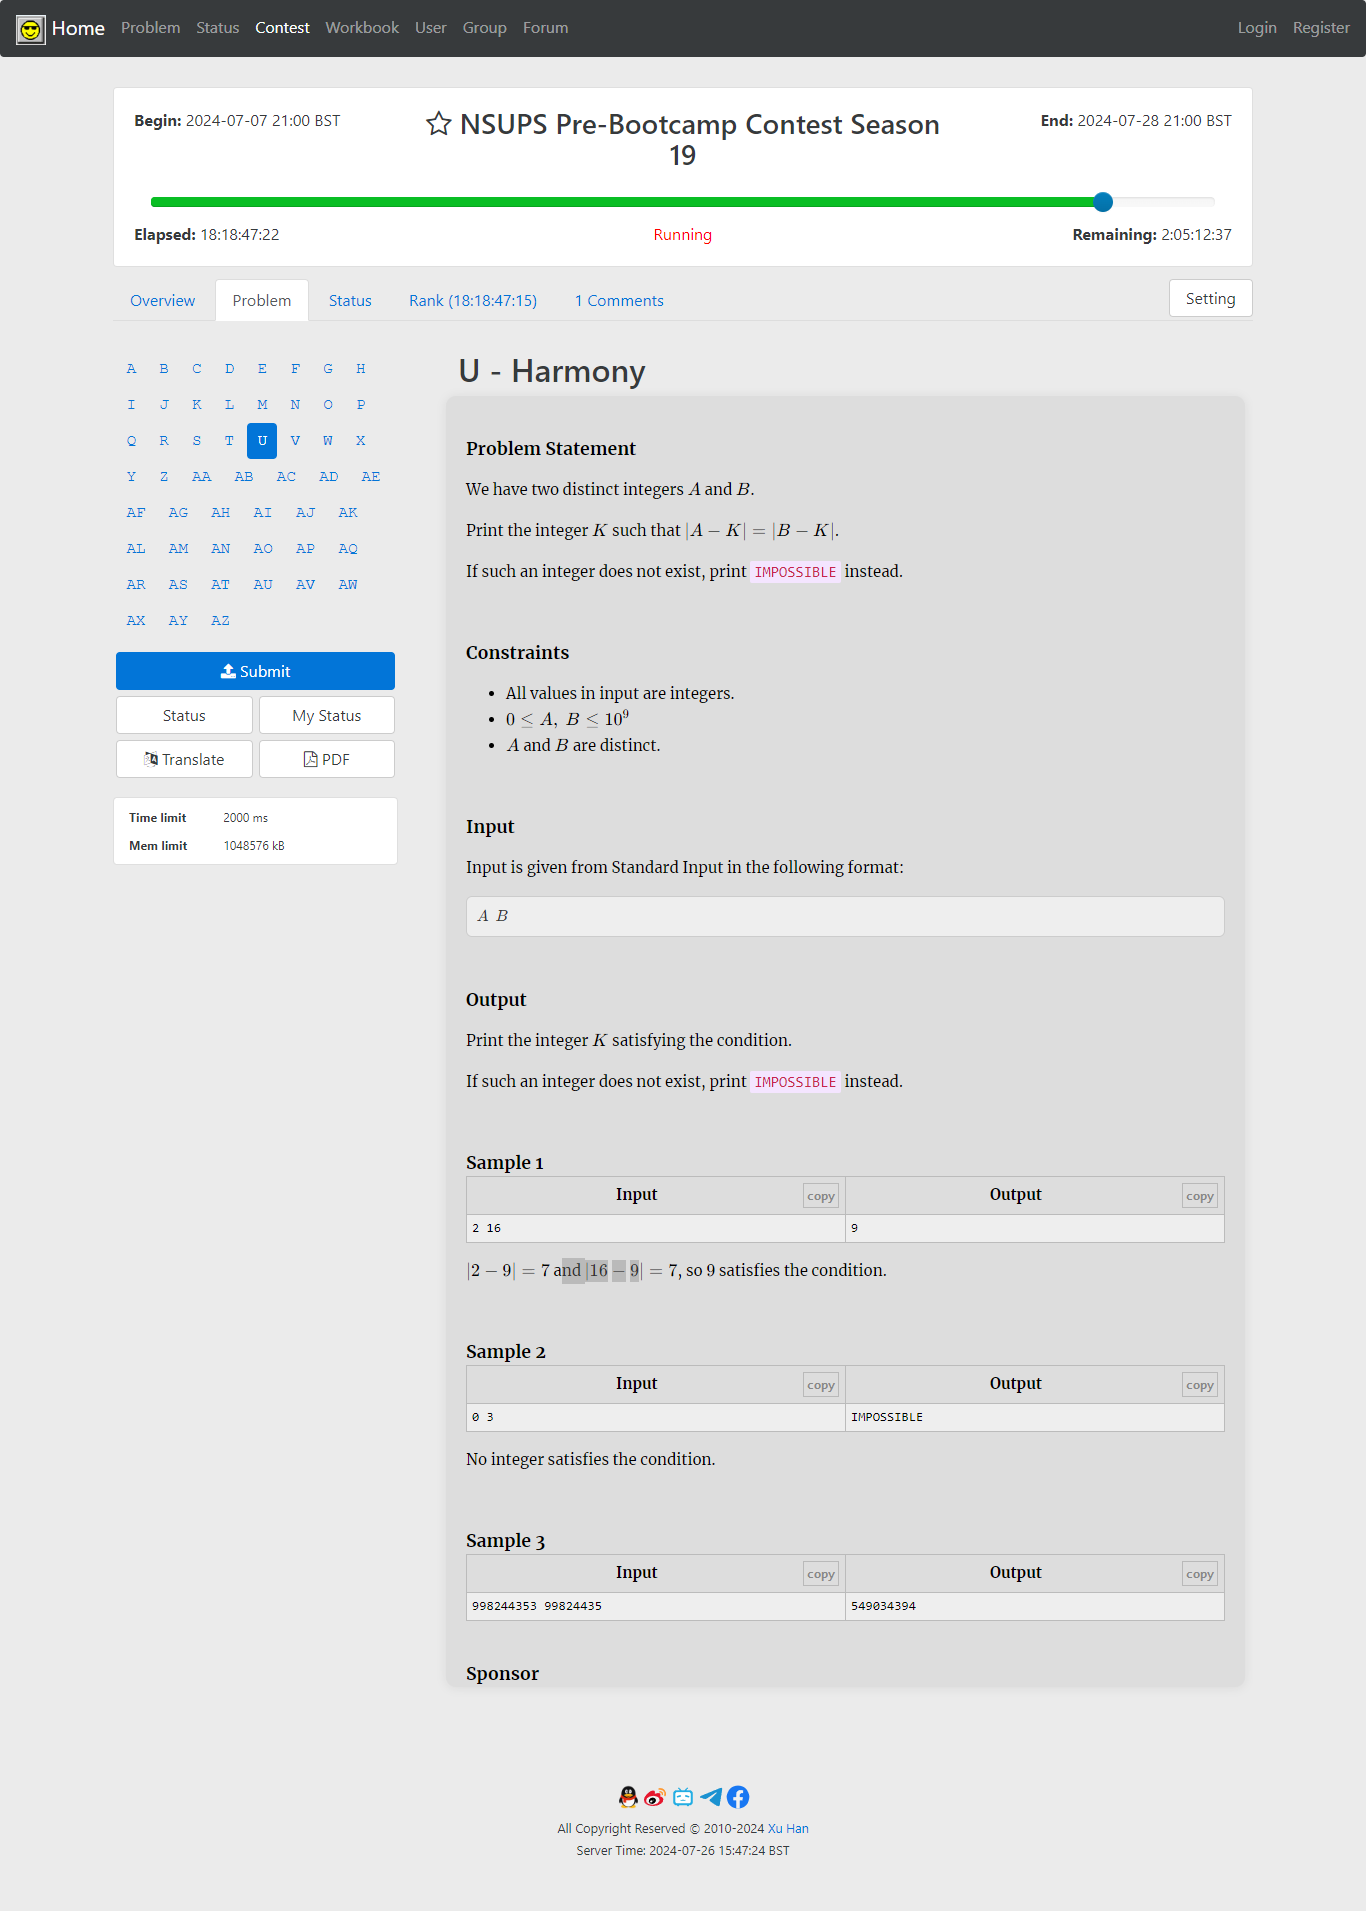 Home Problem Status Contest Workbook User Group Forum Login Register
Begin: 2024-07-07 21:00 BST
NSUPS Pre-Bootcamp Contest Season
19
End: 2024-07-28 21:00 BST
Elapsed: 18:18:47:22
Running
Remaining: 2:05:12:37
Overview Problem Status Rank (18:18:47:15) 1 Comments Setting
A B C D E F G H
I J K L M N O P
Q R S T U V W X
Y Z AA AB AC AD AE
AF AG AH AI AJ AK
AL AM AN AO AP AQ
AR AS AT AU AV AW
AX AY AZ
Submit
Status My Status
Translate PDF
Time limit 2000 ms
Mem limit 1048576 kB
U - Harmony
Problem Statement
We have two distinct integers A and B.
Print the integer K such that |A − K| = |B − K|.
If such an integer does not exist, print IMPOSSIBLE instead.
Constraints
• All values in input are integers.
• 0 ≤ A, B ≤ 10⁹
• A and B are distinct.
Input
Input is given from Standard Input in the following format:
A B
Output
Print the integer K satisfying the condition.
If such an integer does not exist, print IMPOSSIBLE instead.
Sample 1
Input copy Output copy
2 16 9
|2 − 9| = 7 and |16 − 9| = 7, so 9 satisfies the condition.
Sample 2
Input copy Output copy
0 3 IMPOSSIBLE
No integer satisfies the condition.
Sample 3
Input copy Output copy
998244353 99824435 549034394
Sponsor
All Copyright Reserved © 2010-2024 Xu Han
Server Time: 2024-07-26 15:47:24 BST